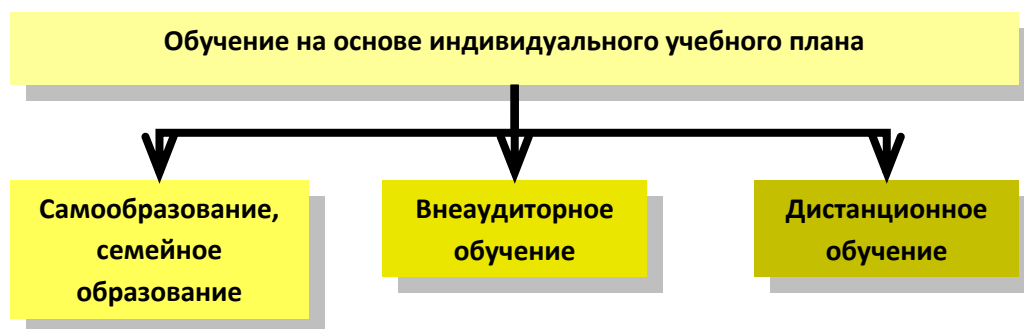 Обучение на основе индивидуального учебного плана
Самообразование,
семейное
образование
Внеаудиторное
обучение
Дистанционное
обучение